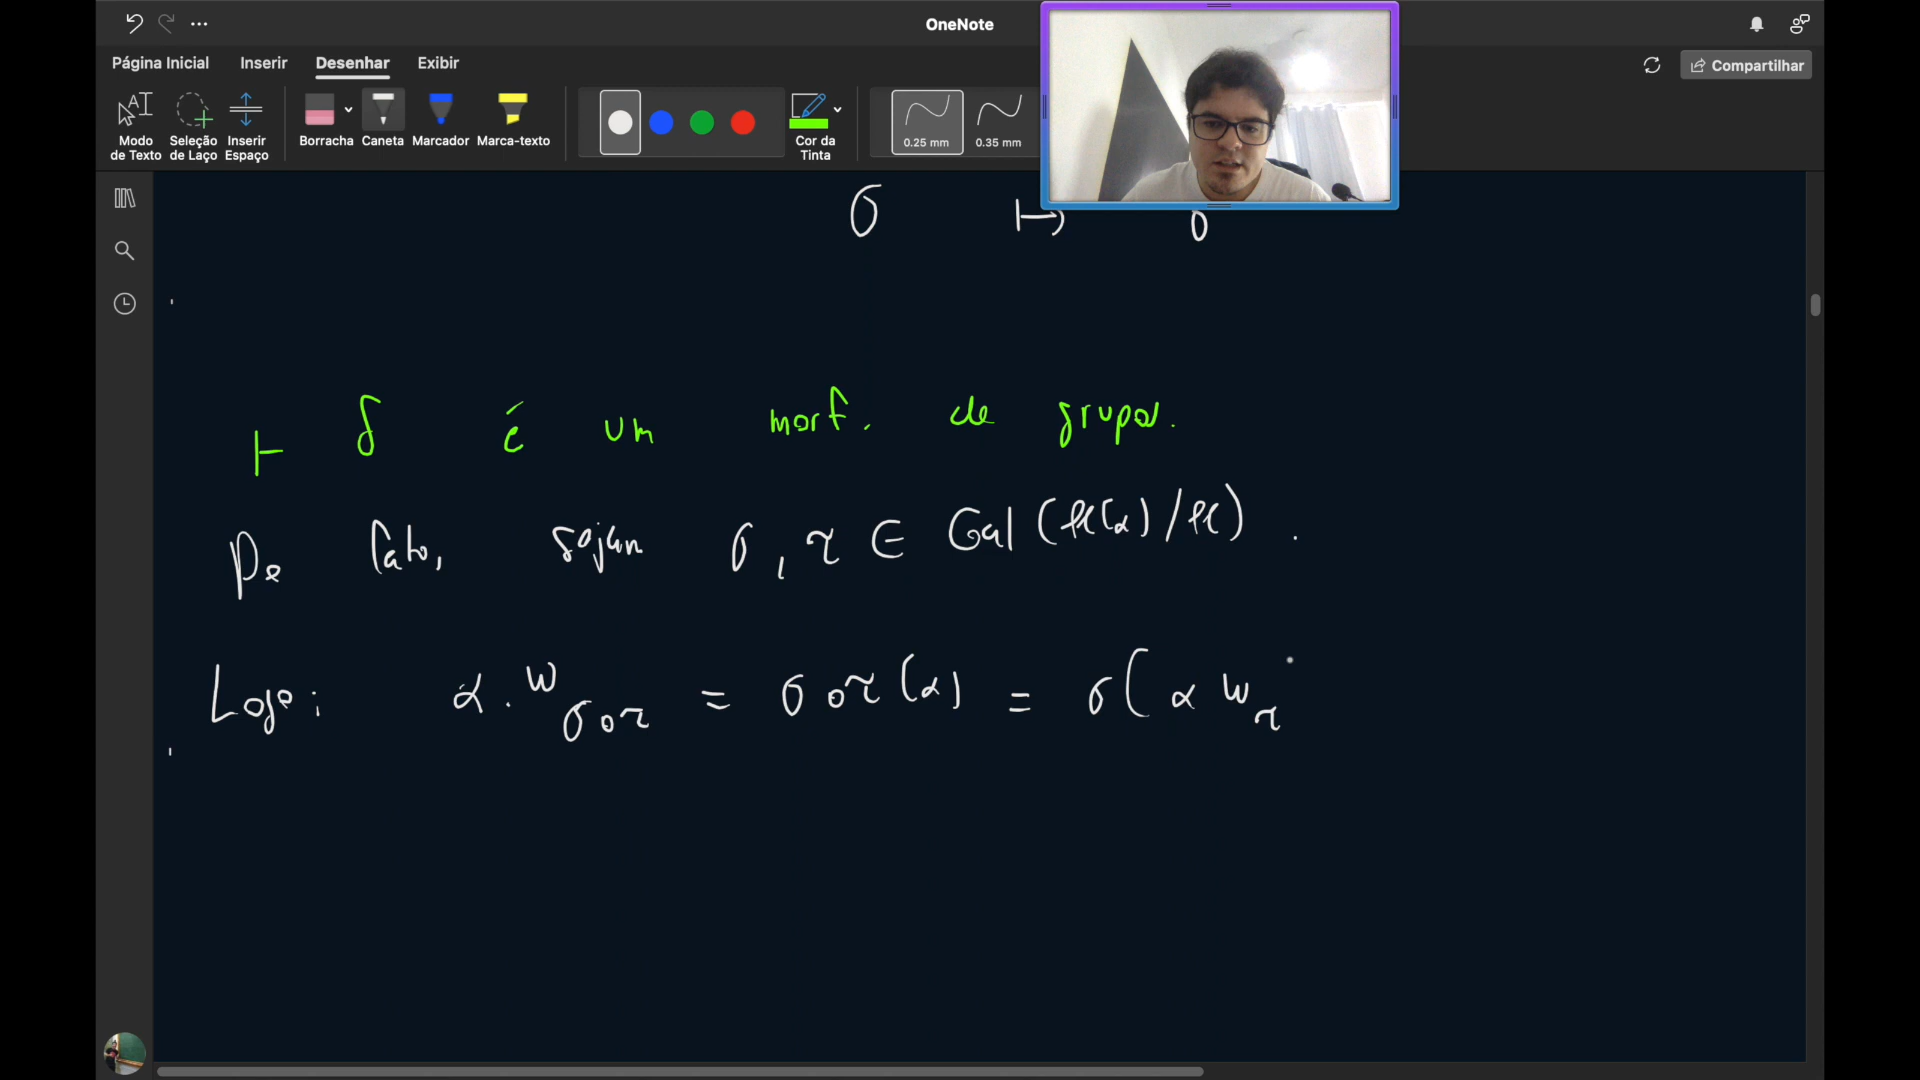 OneNote
Página Inicial Inserir Desenhar Exibir
Compartilhar
Modo de Texto Seleção de Laço Inserir Espaço Borracha Caneta Marcador Marca-texto Cor da Tinta 0.25 mm 0.35 mm
σ ↦
⊢ δ é um morf. de grupos.
De fato, sejam σ, τ ∈ Gal(K(α)/K).
Logo: α · w_{σ∘τ} = σ∘τ(α) = σ(α w_τ